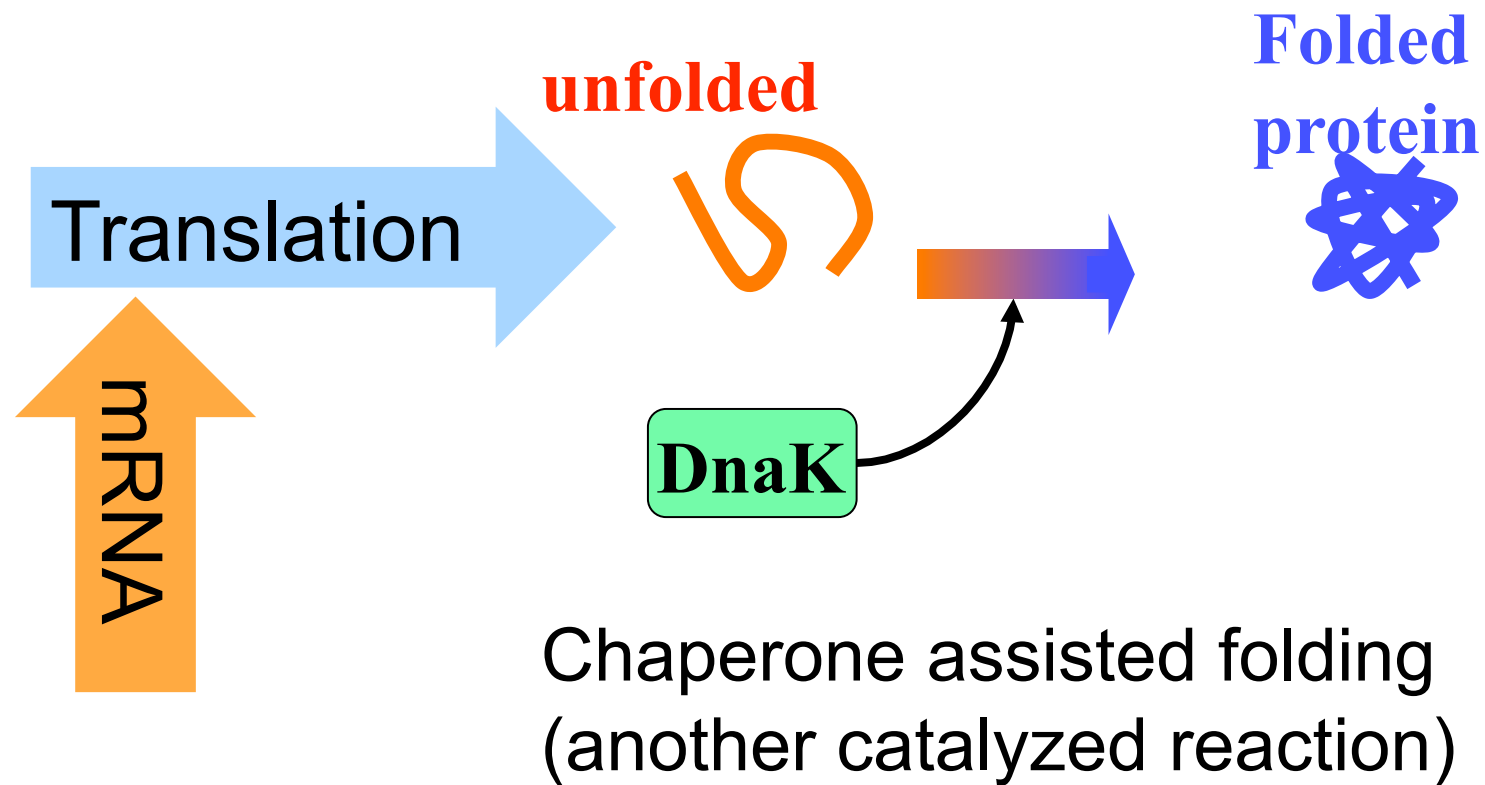 Folded
protein
unfolded
Translation
mRNA
DnaK
Chaperone assisted folding
(another catalyzed reaction)